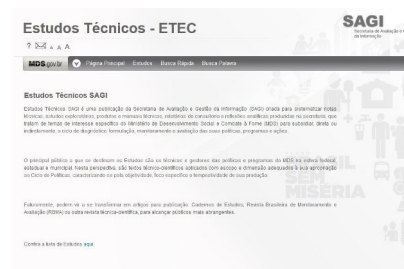 Estudos Técnicos - ETEC
SAGI
Secretaria de Avaliação e
da Informação
? A A A
MDS.gov.br Página Principal Estudos Busca Rápida Busca Palavra
Estudos Técnicos SAGI
Estudos Técnicos SAGI é uma publicação da Secretaria de Avaliação e Gestão da Informação (SAGI) criada para sistematizar notas
técnicas, estudos exploratórios, produtos e manuais técnicos, relatórios de consultoria e reflexões analíticas produzidas na secretaria, que
tratam de temas de interesse específico do Ministério de Desenvolvimento Social e Combate à Fome (MDS) para subsidiar, direta ou
indiretamente, o ciclo de diagnóstico, formulação, monitoramento e avaliação das suas políticas, programas e ações.
O principal público a que se destinam os Estudos são os técnicos e gestores das políticas e programas do MDS na esfera federal,
estadual e municipal. Nesta perspectiva, são textos técnico-científicos aplicados com escopo e dimensão adequados à sua apropriação
ao Ciclo de Políticas, caracterizando-se pela objetividade, foco específico e tempestividade de sua produção.
Futuramente, podem vir a se transformar em artigos para publicação: Cadernos de Estudos, Revista Brasileira de Monitoramento e
Avaliação (RBMA) ou outra revista técnica-científica, para alcançar públicos mais abrangentes.
Confira a lista de Estudos aqui
SEM
MISÉRIA